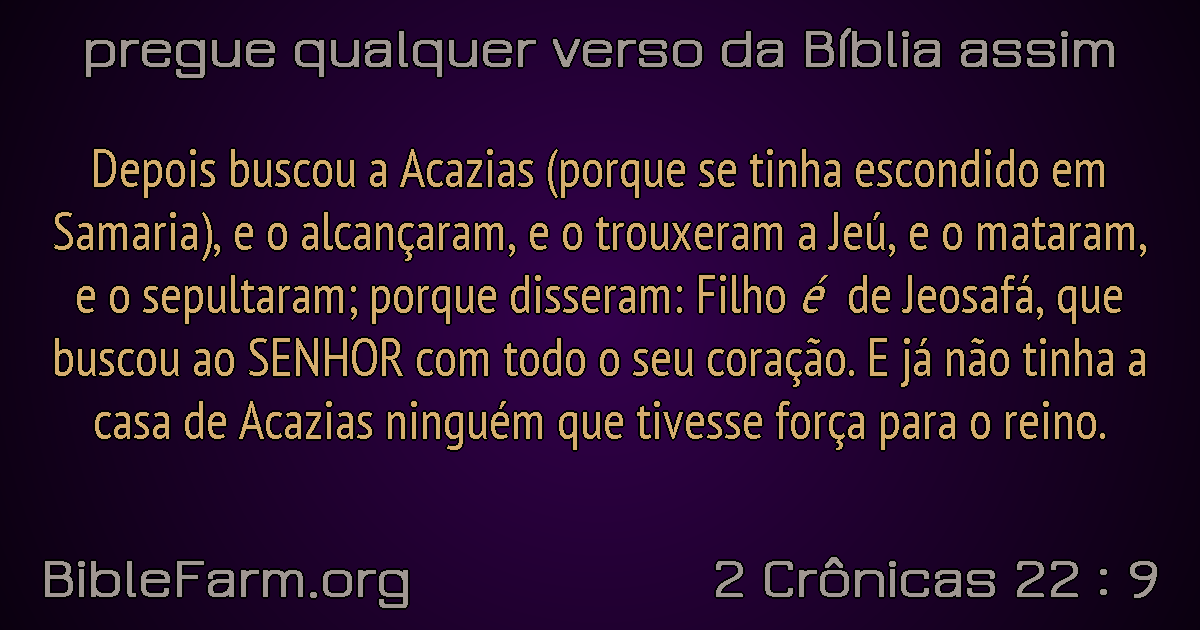 pregue qualquer verso da Bíblia assim
Depois buscou a Acazias (porque se tinha escondido em
Samaria), e o alcançaram, e o trouxeram a Jeú, e o mataram,
e o sepultaram; porque disseram: Filho é de Jeosafá, que
buscou ao SENHOR com todo o seu coração. E já não tinha a
casa de Acazias ninguém que tivesse força para o reino.
BibleFarm.org
2 Crônicas 22 : 9